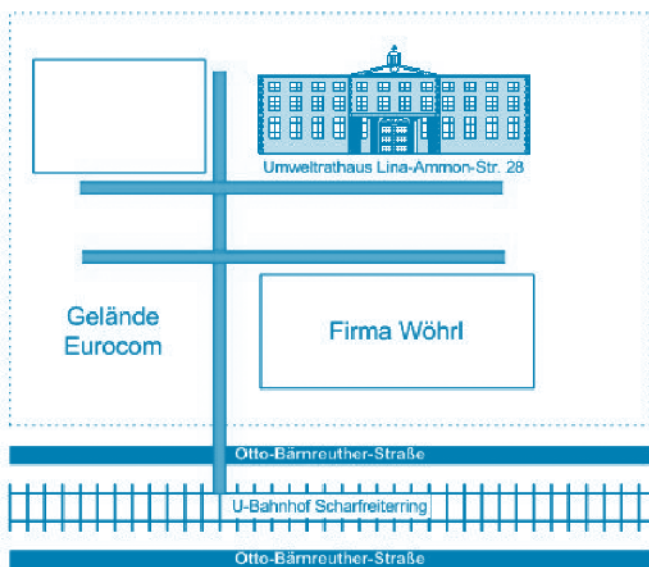 Umweltrathaus Lina-Ammon-Str. 28
Gelände
Eurocom
Firma Wöhrl
Otto-Bärnreuther-Straße
U-Bahnhof Scharfreiterring
Otto-Bärnreuther-Straße